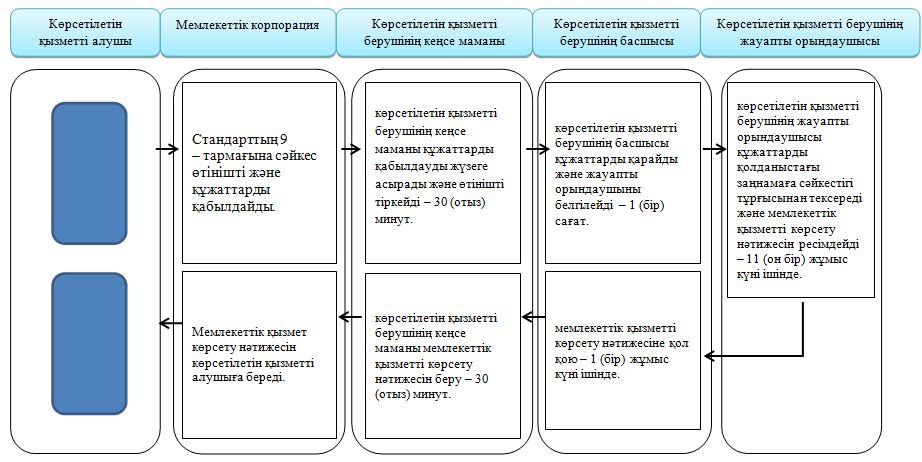 Көрсетілетін
қызметті алушы
Мемлекеттік корпорация
Көрсетілетін қызметті
берушінің кеңсе маманы
Көрсетілетін қызметті
берушінің басшысы
Көрсетілетін қызметті берушінің
жауапты орындаушысы
Стандарттың 9
– тармағына сәйкес
өтінішті және
құжаттарды
қабылдайды.
көрсетілетін қызметті
берушінің кеңсе
маманы құжаттарды
қабылдауды жүзеге
асырады және өтінішті
тіркейді – 30 (отыз)
минут.
көрсетілетін қызметті
берушінің басшысы
құжаттарды қарайды
және жауапты
орындаушыны
белгілейді – 1 (бір)
сағат.
көрсетілетін қызметті
берушінің жауапты
орындаушысы
құжаттарды
қолданыстағы
заңнамаға сәйкестігі
тұрғысынан тексереді
және мемлекеттік
қызметті көрсету
нәтижесін ресімдейді
– 11 (он бір) жұмыс
күні ішінде.
Мемлекеттік қызмет
көрсету нәтижесін
көрсетілетін қызметті
алушыға береді.
көрсетілетін қызметті
берушінің кеңсе
маманы мемлекеттік
қызметті көрсету
нәтижесін беру – 30
(отыз) минут.
мемлекеттік қызметті
көрсету нәтижесіне қол
қою – 1 (бір) жұмыс
күні ішінде.